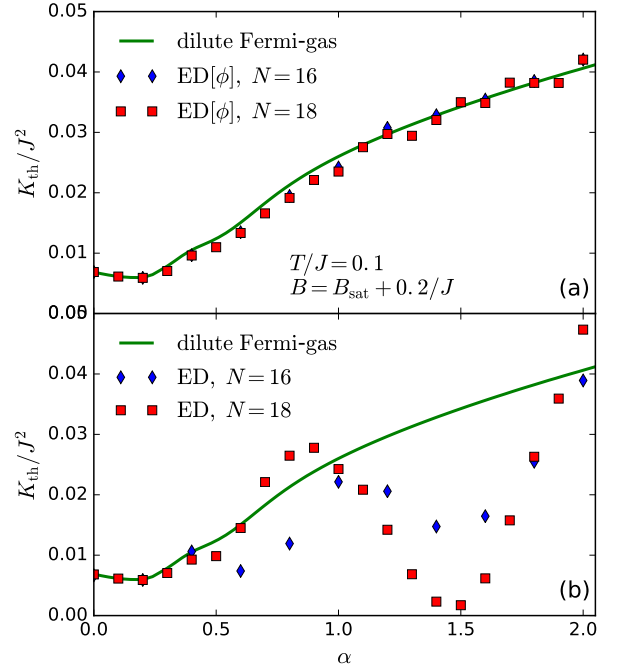 0.05
dilute Fermi-gas
0.04
ED[ϕ], N=16
ED[ϕ], N=18
0.03
K_th/J²
0.02
0.01
T/J=0.1
B=B_sat+0.2/J
(a)
0.00
0.05
dilute Fermi-gas
0.04
ED, N=16
ED, N=18
0.03
K_th/J²
0.02
0.01
(b)
0.00
0.0 0.5 1.0 1.5 2.0
α